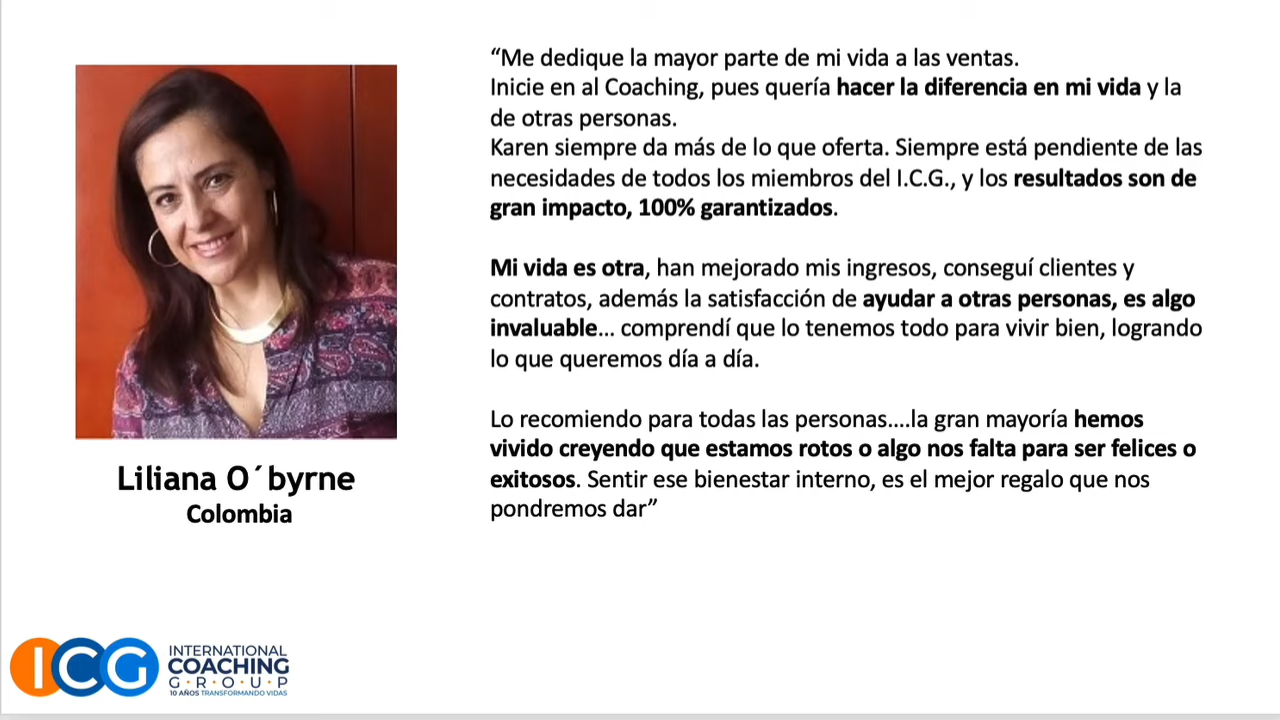 “Me dedique la mayor parte de mi vida a las ventas.
Inicie en al Coaching, pues quería hacer la diferencia en mi vida y la
de otras personas.
Karen siempre da más de lo que oferta. Siempre está pendiente de las
necesidades de todos los miembros del I.C.G., y los resultados son de
gran impacto, 100% garantizados.
Mi vida es otra, han mejorado mis ingresos, conseguí clientes y
contratos, además la satisfacción de ayudar a otras personas, es algo
invaluable... comprendí que lo tenemos todo para vivir bien, logrando
lo que queremos día a día.
Lo recomiendo para todas las personas....la gran mayoría hemos
vivido creyendo que estamos rotos o algo nos falta para ser felices o
exitosos. Sentir ese bienestar interno, es el mejor regalo que nos
pondremos dar”
Liliana O´byrne
Colombia
ICG
INTERNATIONAL
COACHING
G·R·O·U·P
10 AÑOS TRANSFORMANDO VIDAS